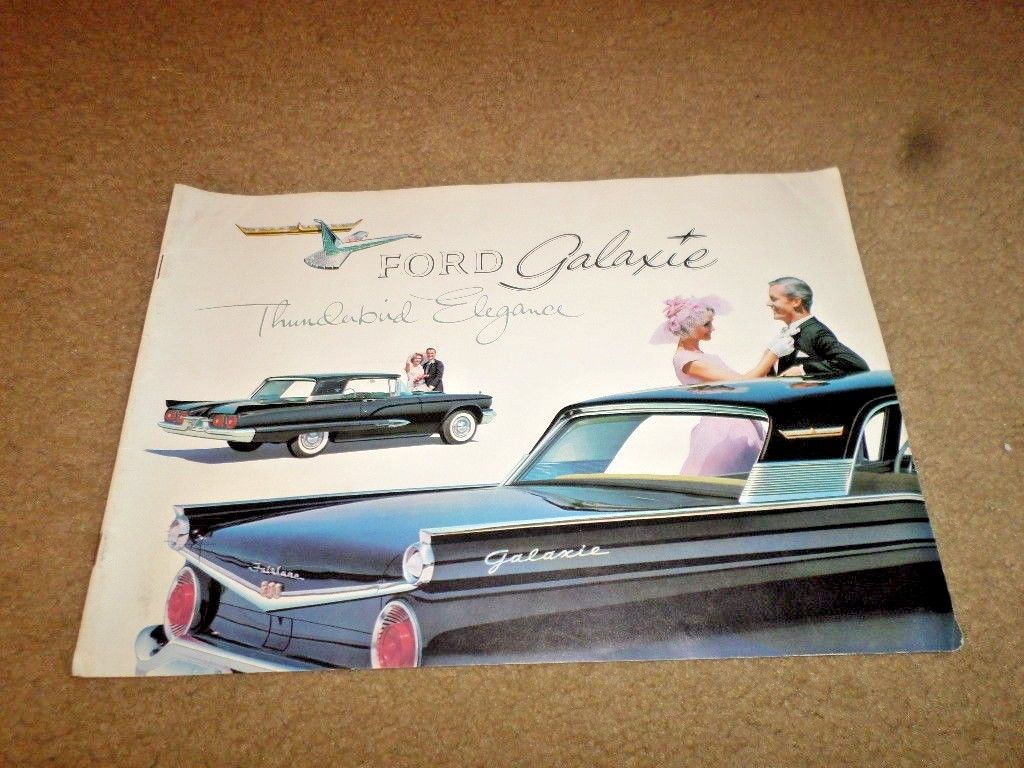 FORD Galaxie
Thunderbird Elegance
Galaxie
Fairlane
500